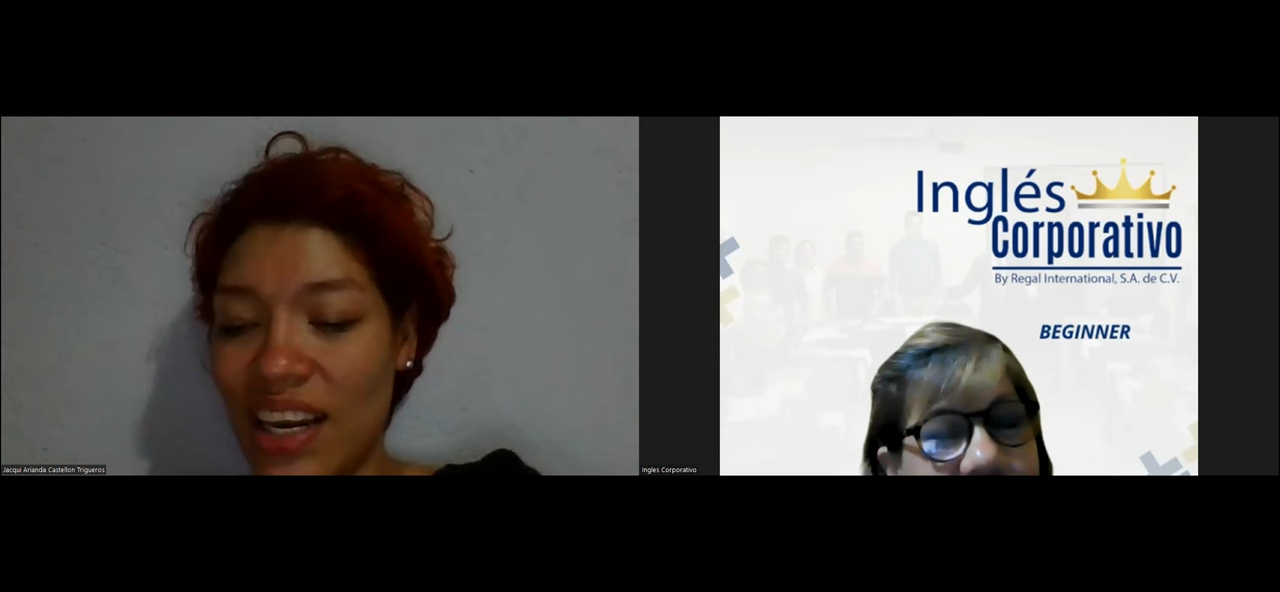 Inglés
Corporativo
By Regal International, S.A. de C.V.
BEGINNER
Jacqui Arianda Castellon Trigueros
Ingles Corporativo